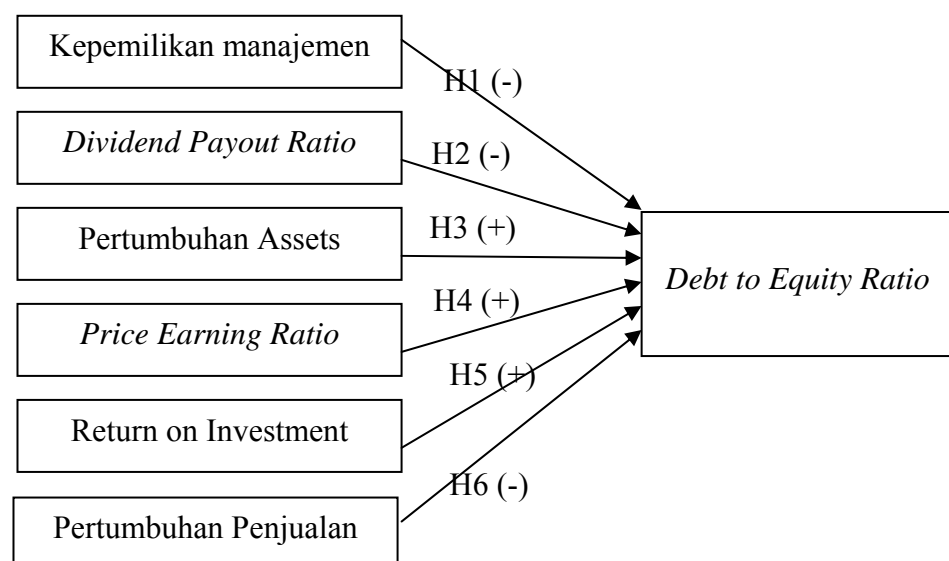 Kepemilikan manajemen
H1 (-)
Dividend Payout Ratio
H2 (-)
Pertumbuhan Assets
H3 (+)
Debt to Equity Ratio
Price Earning Ratio
H4 (+)
Return on Investment
H5 (+)
Pertumbuhan Penjualan
H6 (-)